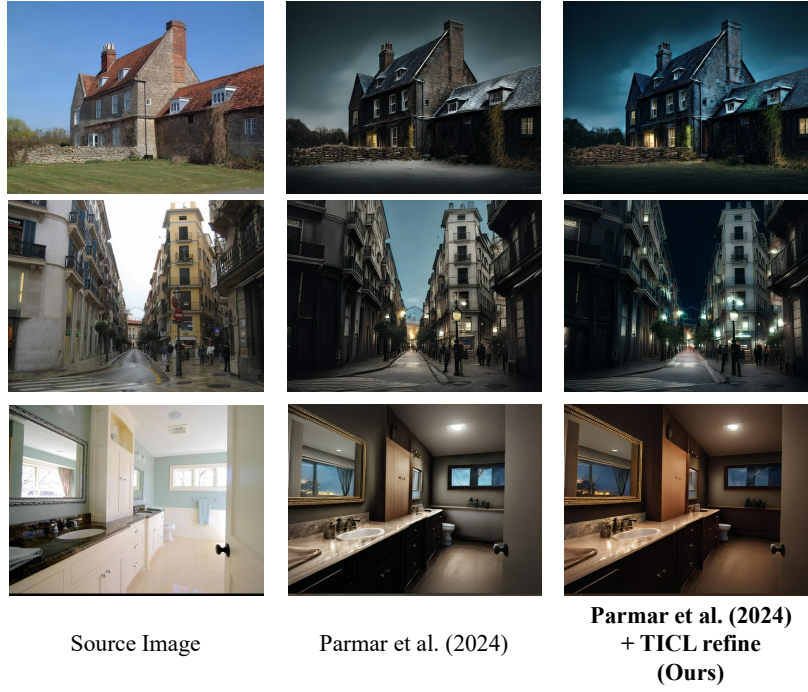 Source Image
Parmar et al. (2024)
Parmar et al. (2024)
+ TICL refine
(Ours)